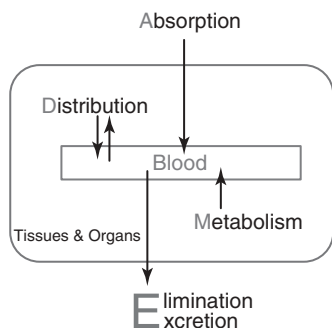 Absorption
Distribution
Blood
Metabolism
Tissues & Organs
Elimination
Excretion